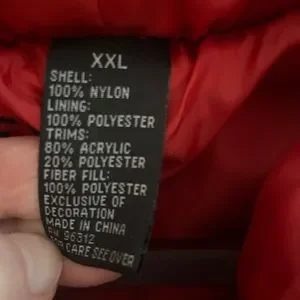 XXL
SHELL:
100% NYLON
LINING:
100% POLYESTER
TRIMS:
80% ACRYLIC
20% POLYESTER
FIBER FILL:
100% POLYESTER
EXCLUSIVE OF
DECORATION
MADE IN CHINA
96312
CARE SEE OVER